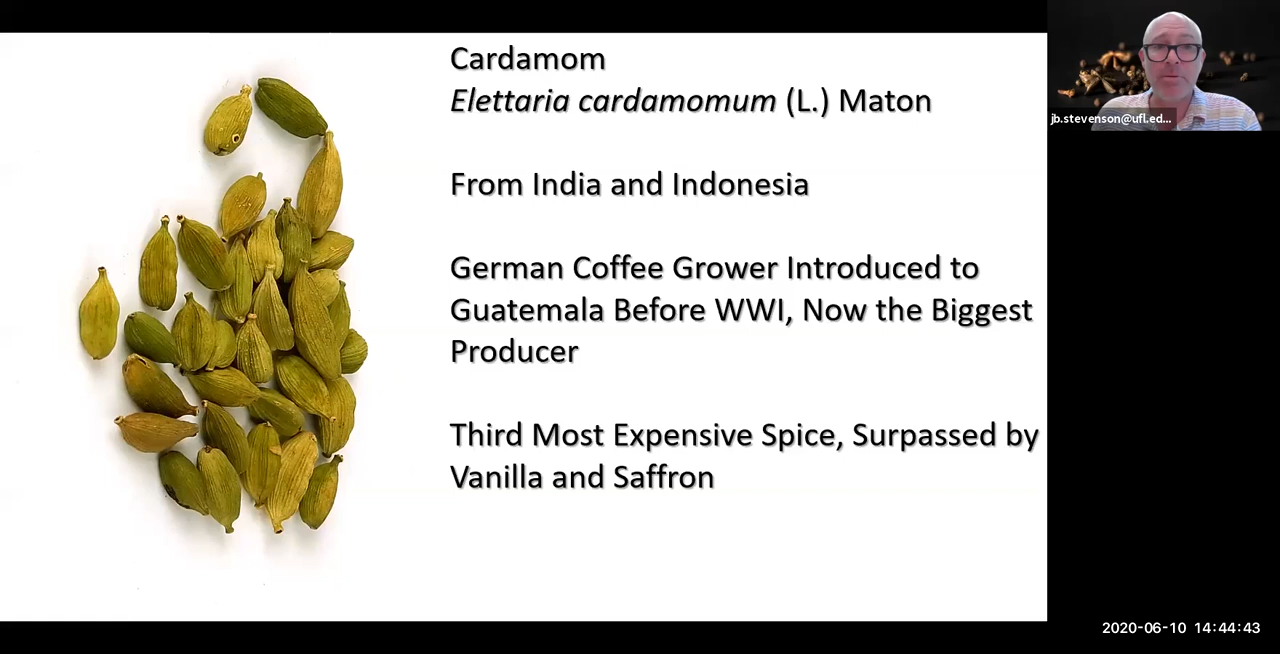 Cardamom
Elettaria cardamomum (L.) Maton
From India and Indonesia
German Coffee Grower Introduced to
Guatemala Before WWI, Now the Biggest
Producer
Third Most Expensive Spice, Surpassed by
Vanilla and Saffron
jb.stevenson@ufl.ed...
2020-06-10 14:44:43